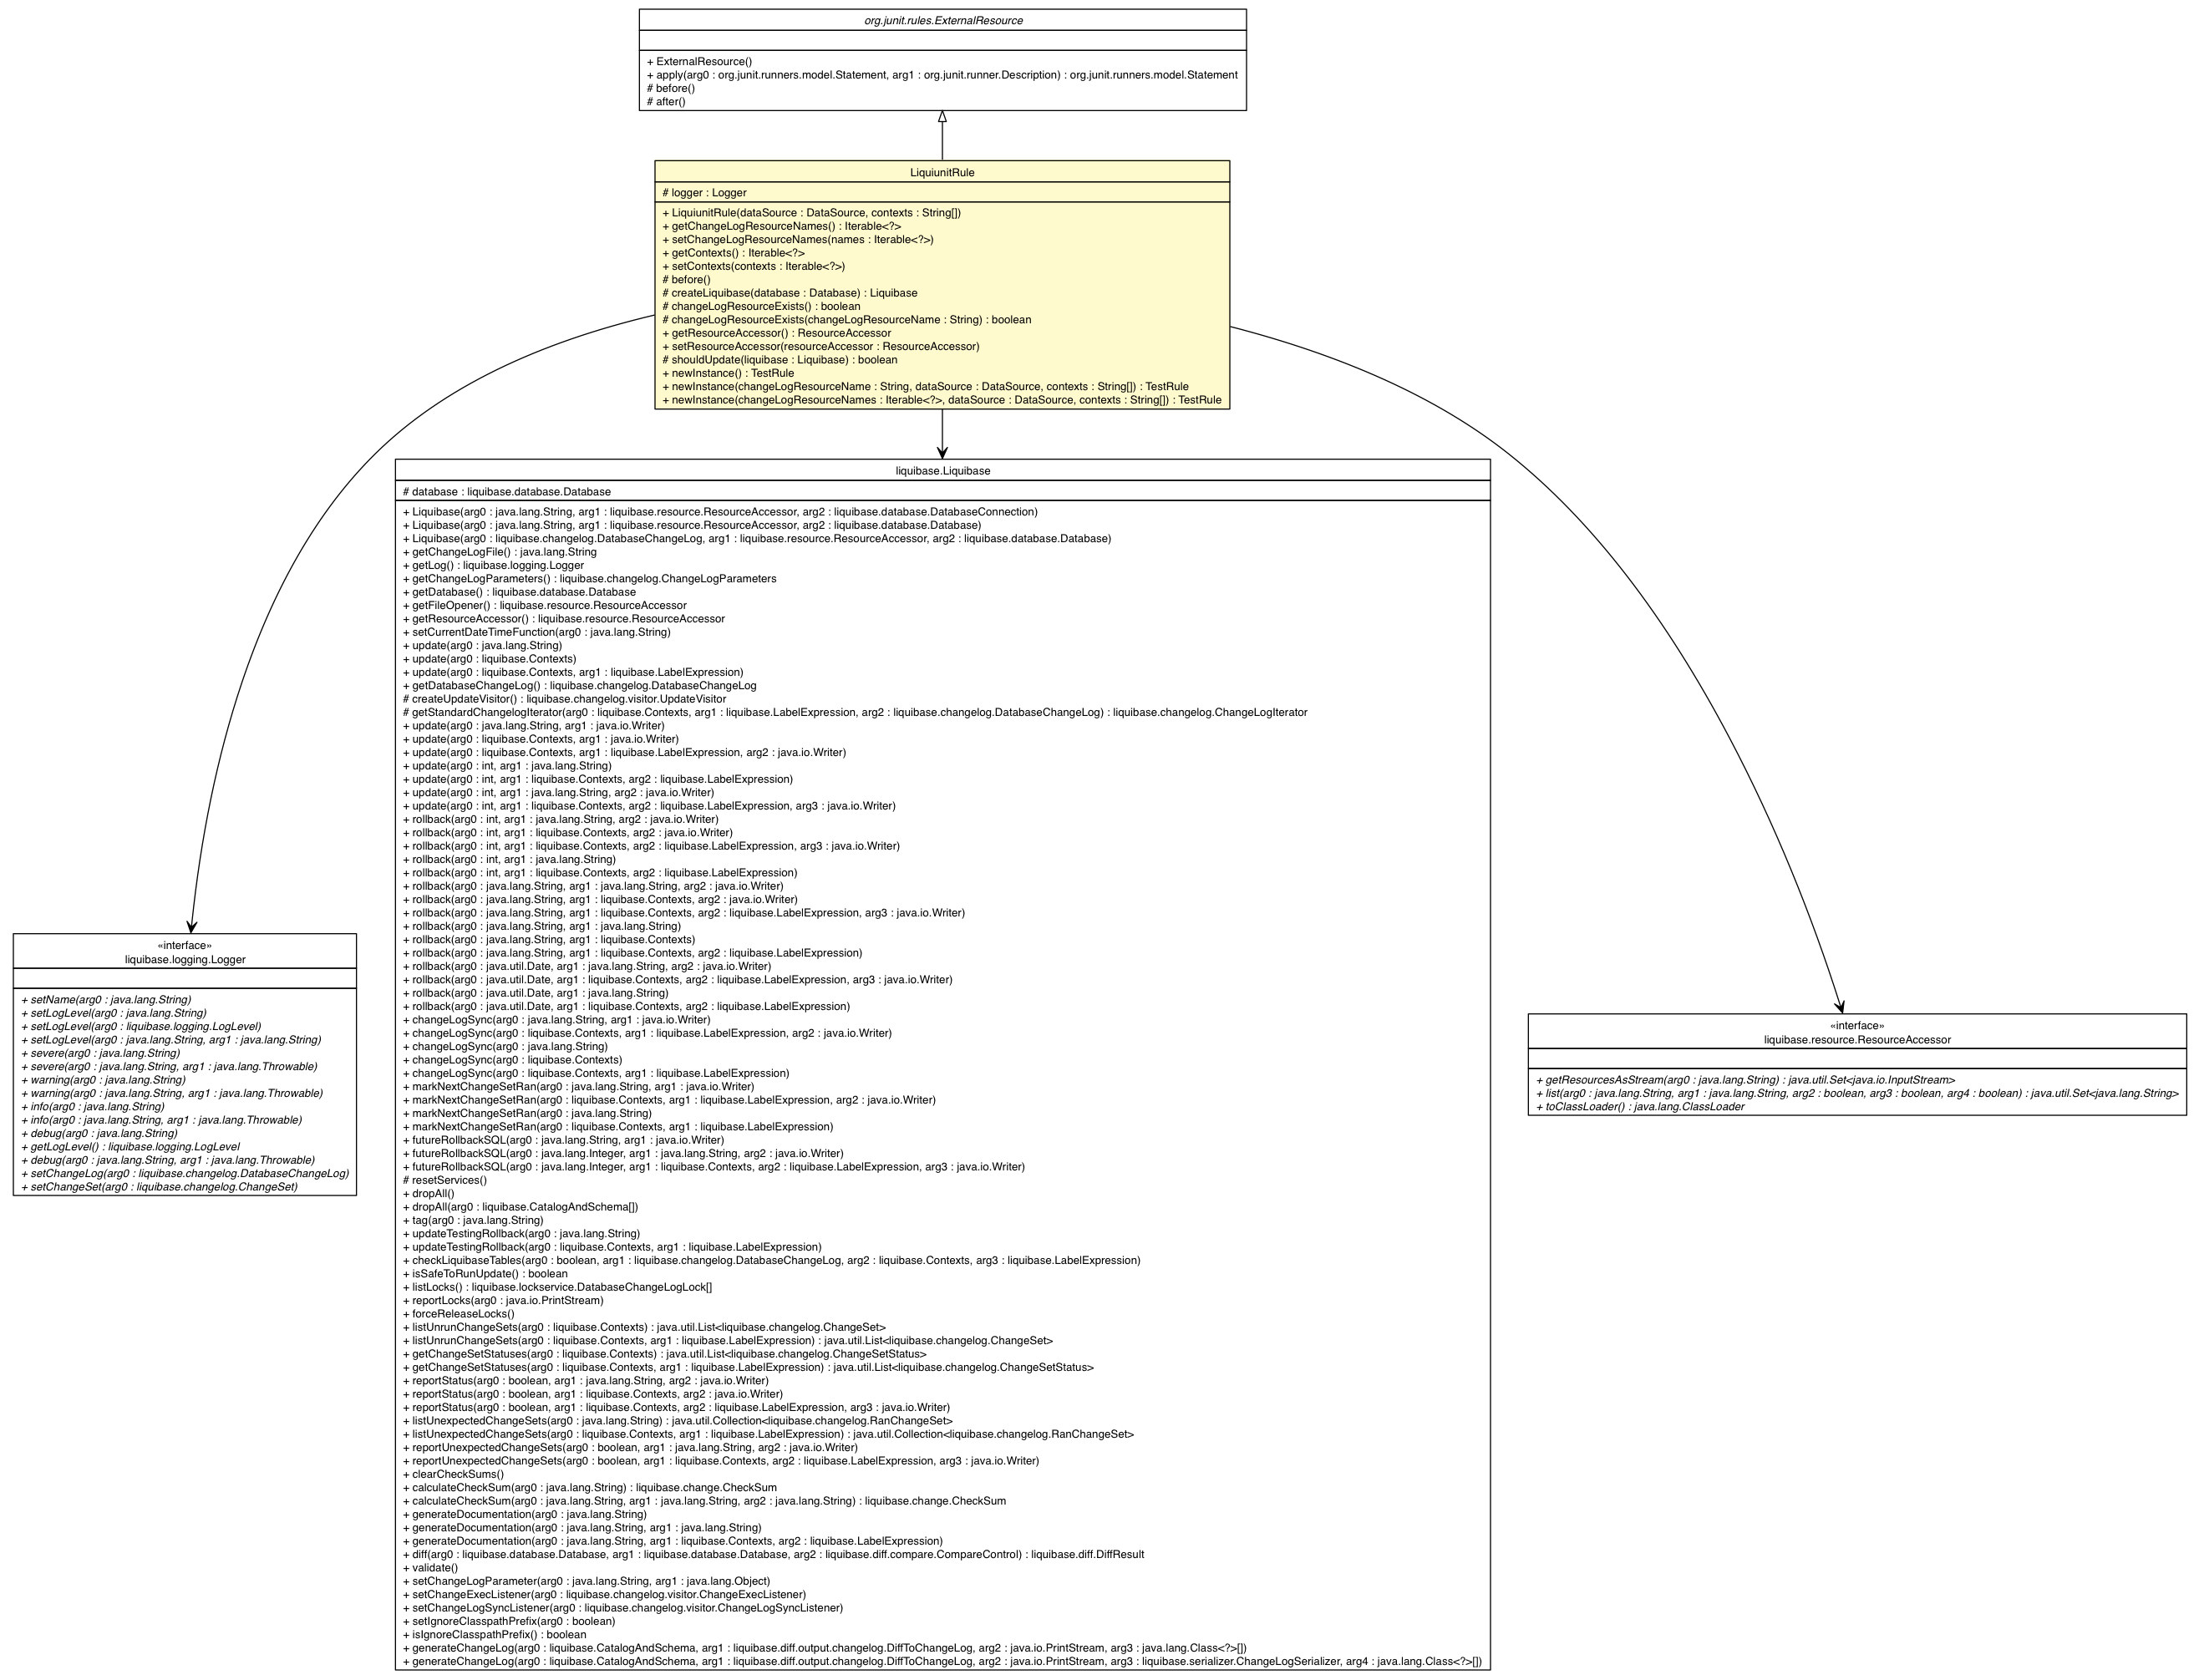 org.junit.rules.ExternalResource
+ ExternalResource()
+ apply(arg0 : org.junit.runners.model.Statement, arg1 : org.junit.runner.Description) : org.junit.runners.model.Statement
# before()
# after()
LiquiunitRule
# logger : Logger
+ LiquiunitRule(dataSource : DataSource, contexts : String[])
+ getChangeLogResourceNames() : Iterable<?>
+ setChangeLogResourceNames(names : Iterable<?>)
+ getContexts() : Iterable<?>
+ setContexts(contexts : Iterable<?>)
# before()
# createLiquibase(database : Database) : Liquibase
# changeLogResourceExists() : boolean
# changeLogResourceExists(changeLogResourceName : String) : boolean
+ getResourceAccessor() : ResourceAccessor
+ setResourceAccessor(resourceAccessor : ResourceAccessor)
# shouldUpdate(liquibase : Liquibase) : boolean
+ newInstance() : TestRule
+ newInstance(changeLogResourceName : String, dataSource : DataSource, contexts : String[]) : TestRule
+ newInstance(changeLogResourceNames : Iterable<?>, dataSource : DataSource, contexts : String[]) : TestRule
liquibase.Liquibase
# database : liquibase.database.Database
+ Liquibase(arg0 : java.lang.String, arg1 : liquibase.resource.ResourceAccessor, arg2 : liquibase.database.DatabaseConnection)
+ Liquibase(arg0 : java.lang.String, arg1 : liquibase.resource.ResourceAccessor, arg2 : liquibase.database.Database)
+ Liquibase(arg0 : liquibase.changelog.DatabaseChangeLog, arg1 : liquibase.resource.ResourceAccessor, arg2 : liquibase.database.Database)
+ getChangeLogFile() : java.lang.String
+ getLog() : liquibase.logging.Logger
+ getChangeLogParameters() : liquibase.changelog.ChangeLogParameters
+ getDatabase() : liquibase.database.Database
+ getFileOpener() : liquibase.resource.ResourceAccessor
+ getResourceAccessor() : liquibase.resource.ResourceAccessor
+ setCurrentDateTimeFunction(arg0 : java.lang.String)
+ update(arg0 : java.lang.String)
+ update(arg0 : liquibase.Contexts)
+ update(arg0 : liquibase.Contexts, arg1 : liquibase.LabelExpression)
+ getDatabaseChangeLog() : liquibase.changelog.DatabaseChangeLog
# createUpdateVisitor() : liquibase.changelog.visitor.UpdateVisitor
# getStandardChangelogIterator(arg0 : liquibase.Contexts, arg1 : liquibase.LabelExpression, arg2 : liquibase.changelog.DatabaseChangeLog) : liquibase.changelog.ChangeLogIterator
+ update(arg0 : java.lang.String, arg1 : java.io.Writer)
+ update(arg0 : liquibase.Contexts, arg1 : java.io.Writer)
+ update(arg0 : liquibase.Contexts, arg1 : liquibase.LabelExpression, arg2 : java.io.Writer)
+ update(arg0 : int, arg1 : java.lang.String)
+ update(arg0 : int, arg1 : liquibase.Contexts, arg2 : liquibase.LabelExpression)
+ update(arg0 : int, arg1 : java.lang.String, arg2 : java.io.Writer)
+ update(arg0 : int, arg1 : liquibase.Contexts, arg2 : liquibase.LabelExpression, arg3 : java.io.Writer)
+ rollback(arg0 : int, arg1 : java.lang.String, arg2 : java.io.Writer)
+ rollback(arg0 : int, arg1 : liquibase.Contexts, arg2 : java.io.Writer)
+ rollback(arg0 : int, arg1 : liquibase.Contexts, arg2 : liquibase.LabelExpression, arg3 : java.io.Writer)
+ rollback(arg0 : int, arg1 : java.lang.String)
+ rollback(arg0 : int, arg1 : liquibase.Contexts, arg2 : liquibase.LabelExpression)
+ rollback(arg0 : java.lang.String, arg1 : java.lang.String, arg2 : java.io.Writer)
+ rollback(arg0 : java.lang.String, arg1 : liquibase.Contexts, arg2 : java.io.Writer)
+ rollback(arg0 : java.lang.String, arg1 : liquibase.Contexts, arg2 : liquibase.LabelExpression, arg3 : java.io.Writer)
+ rollback(arg0 : java.lang.String, arg1 : java.lang.String)
+ rollback(arg0 : java.lang.String, arg1 : liquibase.Contexts)
+ rollback(arg0 : java.lang.String, arg1 : liquibase.Contexts, arg2 : liquibase.LabelExpression)
+ rollback(arg0 : java.util.Date, arg1 : java.lang.String, arg2 : java.io.Writer)
+ rollback(arg0 : java.util.Date, arg1 : liquibase.Contexts, arg2 : liquibase.LabelExpression, arg3 : java.io.Writer)
+ rollback(arg0 : java.util.Date, arg1 : java.lang.String)
+ rollback(arg0 : java.util.Date, arg1 : liquibase.Contexts, arg2 : liquibase.LabelExpression)
+ changeLogSync(arg0 : java.lang.String, arg1 : java.io.Writer)
+ changeLogSync(arg0 : liquibase.Contexts, arg1 : liquibase.LabelExpression, arg2 : java.io.Writer)
+ changeLogSync(arg0 : java.lang.String)
+ changeLogSync(arg0 : liquibase.Contexts)
+ changeLogSync(arg0 : liquibase.Contexts, arg1 : liquibase.LabelExpression)
+ markNextChangeSetRan(arg0 : java.lang.String, arg1 : java.io.Writer)
+ markNextChangeSetRan(arg0 : liquibase.Contexts, arg1 : liquibase.LabelExpression, arg2 : java.io.Writer)
+ markNextChangeSetRan(arg0 : java.lang.String)
+ markNextChangeSetRan(arg0 : liquibase.Contexts, arg1 : liquibase.LabelExpression)
+ futureRollbackSQL(arg0 : java.lang.String, arg1 : java.io.Writer)
+ futureRollbackSQL(arg0 : java.lang.Integer, arg1 : java.lang.String, arg2 : java.io.Writer)
+ futureRollbackSQL(arg0 : java.lang.Integer, arg1 : liquibase.Contexts, arg2 : liquibase.LabelExpression, arg3 : java.io.Writer)
# resetServices()
+ dropAll()
+ dropAll(arg0 : liquibase.CatalogAndSchema[])
+ tag(arg0 : java.lang.String)
+ updateTestingRollback(arg0 : java.lang.String)
+ updateTestingRollback(arg0 : liquibase.Contexts, arg1 : liquibase.LabelExpression)
+ checkLiquibaseTables(arg0 : boolean, arg1 : liquibase.changelog.DatabaseChangeLog, arg2 : liquibase.Contexts, arg3 : liquibase.LabelExpression)
+ isSafeToRunUpdate() : boolean
+ listLocks() : liquibase.lockservice.DatabaseChangeLogLock[]
+ reportLocks(arg0 : java.io.PrintStream)
+ forceReleaseLocks()
+ listUnrunChangeSets(arg0 : liquibase.Contexts) : java.util.List<liquibase.changelog.ChangeSet>
+ listUnrunChangeSets(arg0 : liquibase.Contexts, arg1 : liquibase.LabelExpression) : java.util.List<liquibase.changelog.ChangeSet>
+ getChangeSetStatuses(arg0 : liquibase.Contexts) : java.util.List<liquibase.changelog.ChangeSetStatus>
+ getChangeSetStatuses(arg0 : liquibase.Contexts, arg1 : liquibase.LabelExpression) : java.util.List<liquibase.changelog.ChangeSetStatus>
+ reportStatus(arg0 : boolean, arg1 : java.lang.String, arg2 : java.io.Writer)
+ reportStatus(arg0 : boolean, arg1 : liquibase.Contexts, arg2 : java.io.Writer)
+ reportStatus(arg0 : boolean, arg1 : liquibase.Contexts, arg2 : liquibase.LabelExpression, arg3 : java.io.Writer)
+ listUnexpectedChangeSets(arg0 : java.lang.String) : java.util.Collection<liquibase.changelog.RanChangeSet>
+ listUnexpectedChangeSets(arg0 : liquibase.Contexts, arg1 : liquibase.LabelExpression) : java.util.Collection<liquibase.changelog.RanChangeSet>
+ reportUnexpectedChangeSets(arg0 : boolean, arg1 : java.lang.String, arg2 : java.io.Writer)
+ reportUnexpectedChangeSets(arg0 : boolean, arg1 : liquibase.Contexts, arg2 : liquibase.LabelExpression, arg3 : java.io.Writer)
+ clearCheckSums()
+ calculateCheckSum(arg0 : java.lang.String) : liquibase.change.CheckSum
+ calculateCheckSum(arg0 : java.lang.String, arg1 : java.lang.String, arg2 : java.lang.String) : liquibase.change.CheckSum
+ generateDocumentation(arg0 : java.lang.String)
+ generateDocumentation(arg0 : java.lang.String, arg1 : java.lang.String)
+ generateDocumentation(arg0 : java.lang.String, arg1 : liquibase.Contexts, arg2 : liquibase.LabelExpression)
+ diff(arg0 : liquibase.database.Database, arg1 : liquibase.database.Database, arg2 : liquibase.diff.compare.CompareControl) : liquibase.diff.DiffResult
+ validate()
+ setChangeLogParameter(arg0 : java.lang.String, arg1 : java.lang.Object)
+ setChangeExecListener(arg0 : liquibase.changelog.visitor.ChangeExecListener)
+ setChangeLogSyncListener(arg0 : liquibase.changelog.visitor.ChangeLogSyncListener)
+ setIgnoreClasspathPrefix(arg0 : boolean)
+ isIgnoreClasspathPrefix() : boolean
+ generateChangeLog(arg0 : liquibase.CatalogAndSchema, arg1 : liquibase.diff.output.changelog.DiffToChangeLog, arg2 : java.io.PrintStream, arg3 : java.lang.Class<?>[])
+ generateChangeLog(arg0 : liquibase.CatalogAndSchema, arg1 : liquibase.diff.output.changelog.DiffToChangeLog, arg2 : java.io.PrintStream, arg3 : liquibase.serializer.ChangeLogSerializer, arg4 : java.lang.Class<?>[])
«interface»
liquibase.logging.Logger
+ setName(arg0 : java.lang.String)
+ setLogLevel(arg0 : java.lang.String)
+ setLogLevel(arg0 : liquibase.logging.LogLevel)
+ setLogLevel(arg0 : java.lang.String, arg1 : java.lang.String)
+ severe(arg0 : java.lang.String)
+ severe(arg0 : java.lang.String, arg1 : java.lang.Throwable)
+ warning(arg0 : java.lang.String)
+ warning(arg0 : java.lang.String, arg1 : java.lang.Throwable)
+ info(arg0 : java.lang.String)
+ info(arg0 : java.lang.String, arg1 : java.lang.Throwable)
+ debug(arg0 : java.lang.String)
+ getLogLevel() : liquibase.logging.LogLevel
+ debug(arg0 : java.lang.String, arg1 : java.lang.Throwable)
+ setChangeLog(arg0 : liquibase.changelog.DatabaseChangeLog)
+ setChangeSet(arg0 : liquibase.changelog.ChangeSet)
«interface»
liquibase.resource.ResourceAccessor
+ getResourcesAsStream(arg0 : java.lang.String) : java.util.Set<java.io.InputStream>
+ list(arg0 : java.lang.String, arg1 : java.lang.String, arg2 : boolean, arg3 : boolean, arg4 : boolean) : java.util.Set<java.lang.String>
+ toClassLoader() : java.lang.ClassLoader